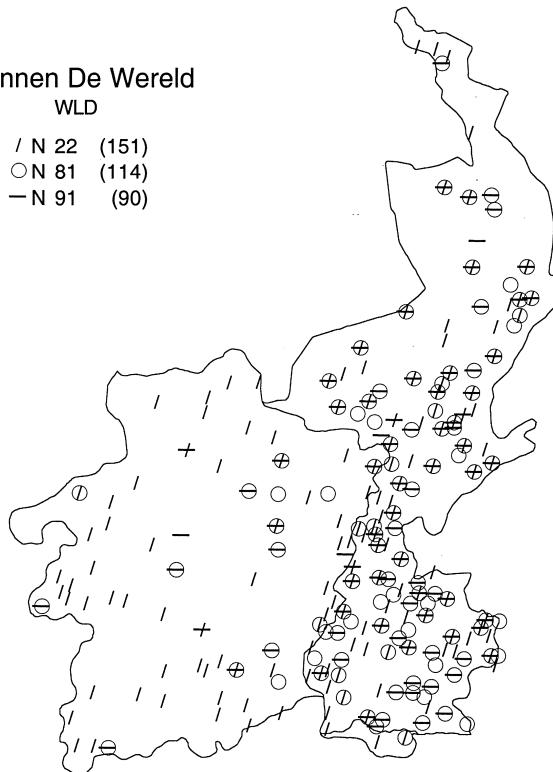 nnen De Wereld
WLD
/ N 22 (151)
○ N 81 (114)
— N 91 (90)